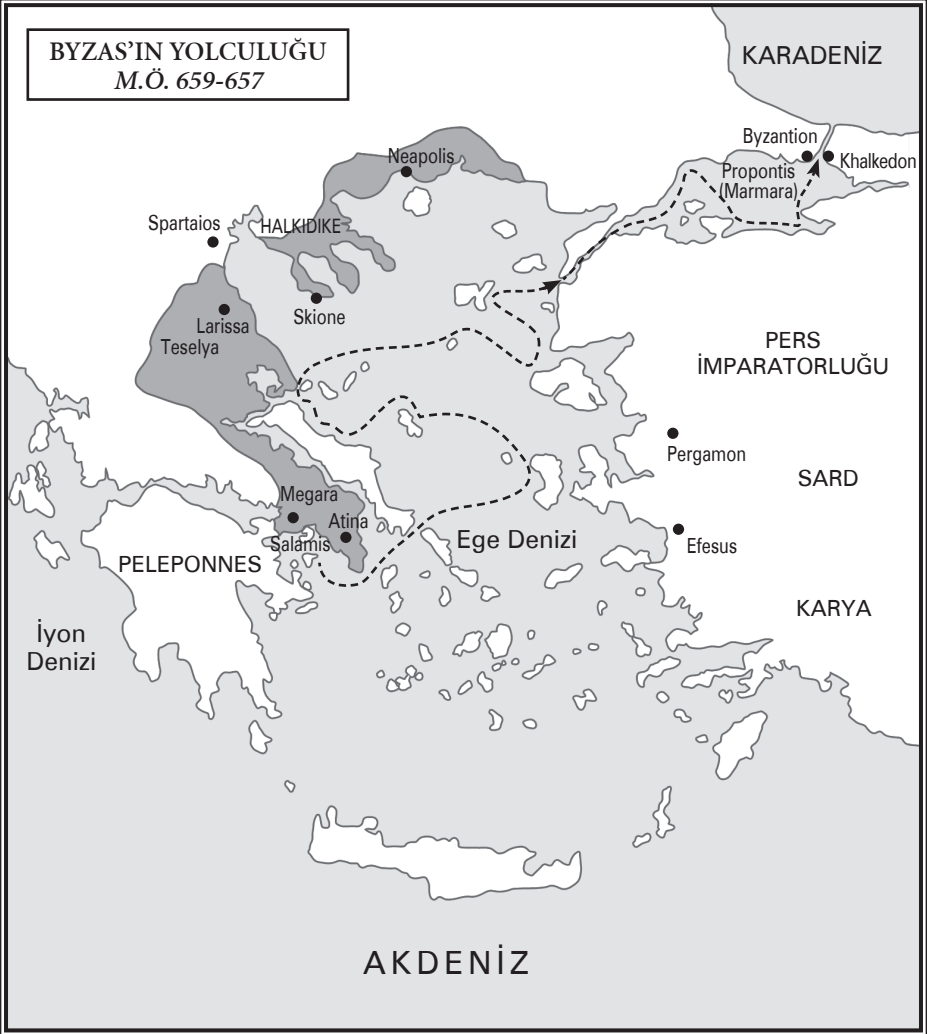 BYZAS’IN YOLCULUĞU
M.Ö. 659-657
KARADENİZ
Byzantion
Khalkedon
Propontis
(Marmara)
Neapolis
Spartaios
HALKIDIKE
Skione
Larissa
Teselya
PERS
İMPARATORLUĞU
Pergamon
SARD
Megara
Atina
Salamis
Ege Denizi
Efesus
PELEPONNES
KARYA
İyon
Denizi
AKDENİZ